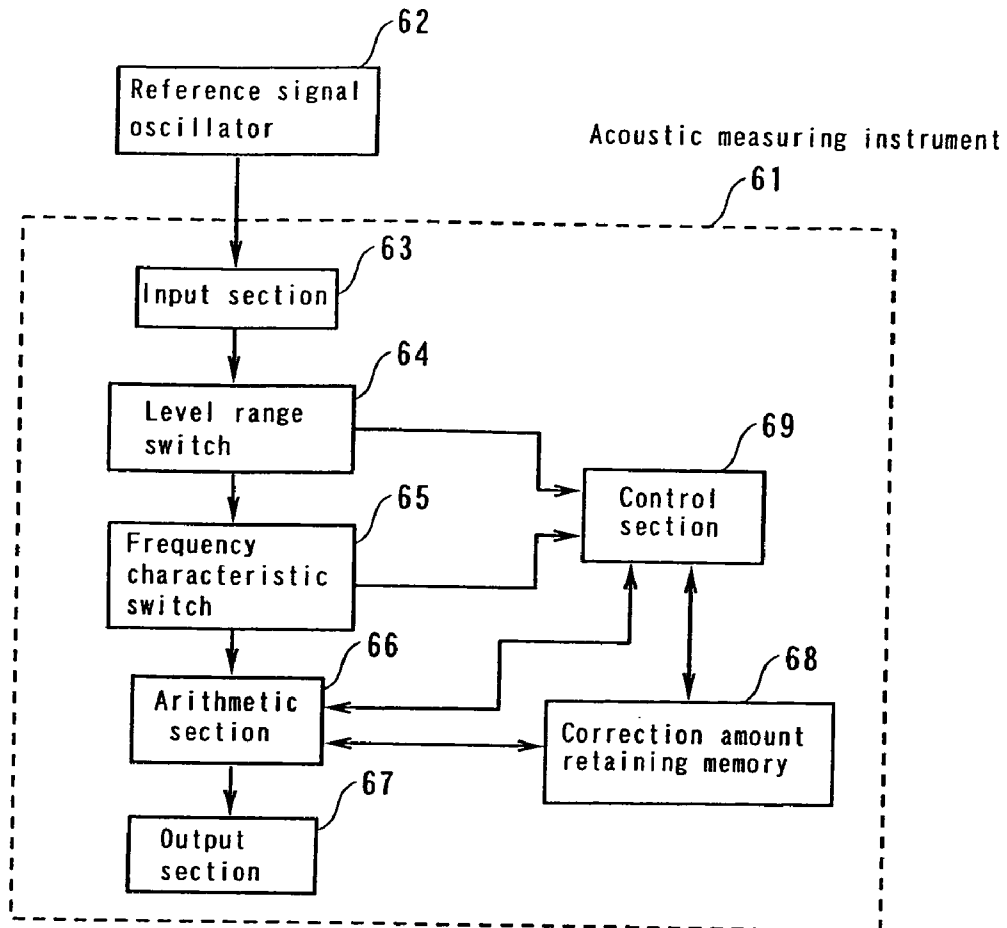 62
Reference signal
oscillator
Acoustic measuring instrument
61
63
Input section
64
Level range
switch
69
Control
section
65
Frequency
characteristic
switch
66
Arithmetic
section
68
Correction amount
retaining memory
67
Output
section